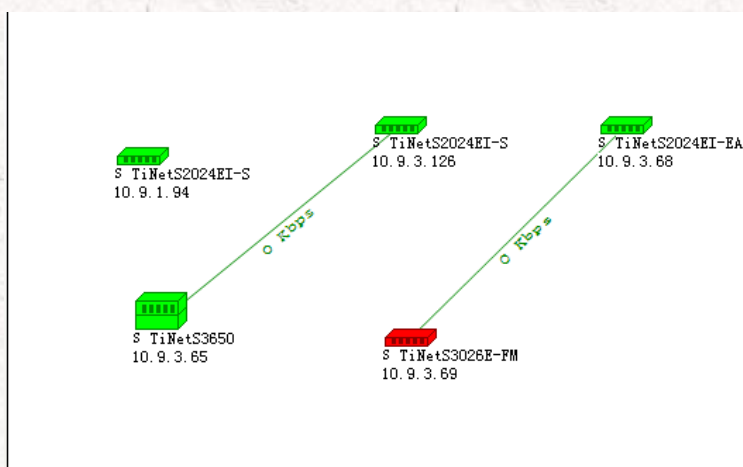 S TiNetS2024EI-S
10.9.3.126
S TiNetS2024EI-EA
10.9.3.68
S TiNetS2024EI-S
10.9.1.94
0 Kbps
0 Kbps
S TiNetS3650
10.9.3.65
S TiNetS3026E-FM
10.9.3.69